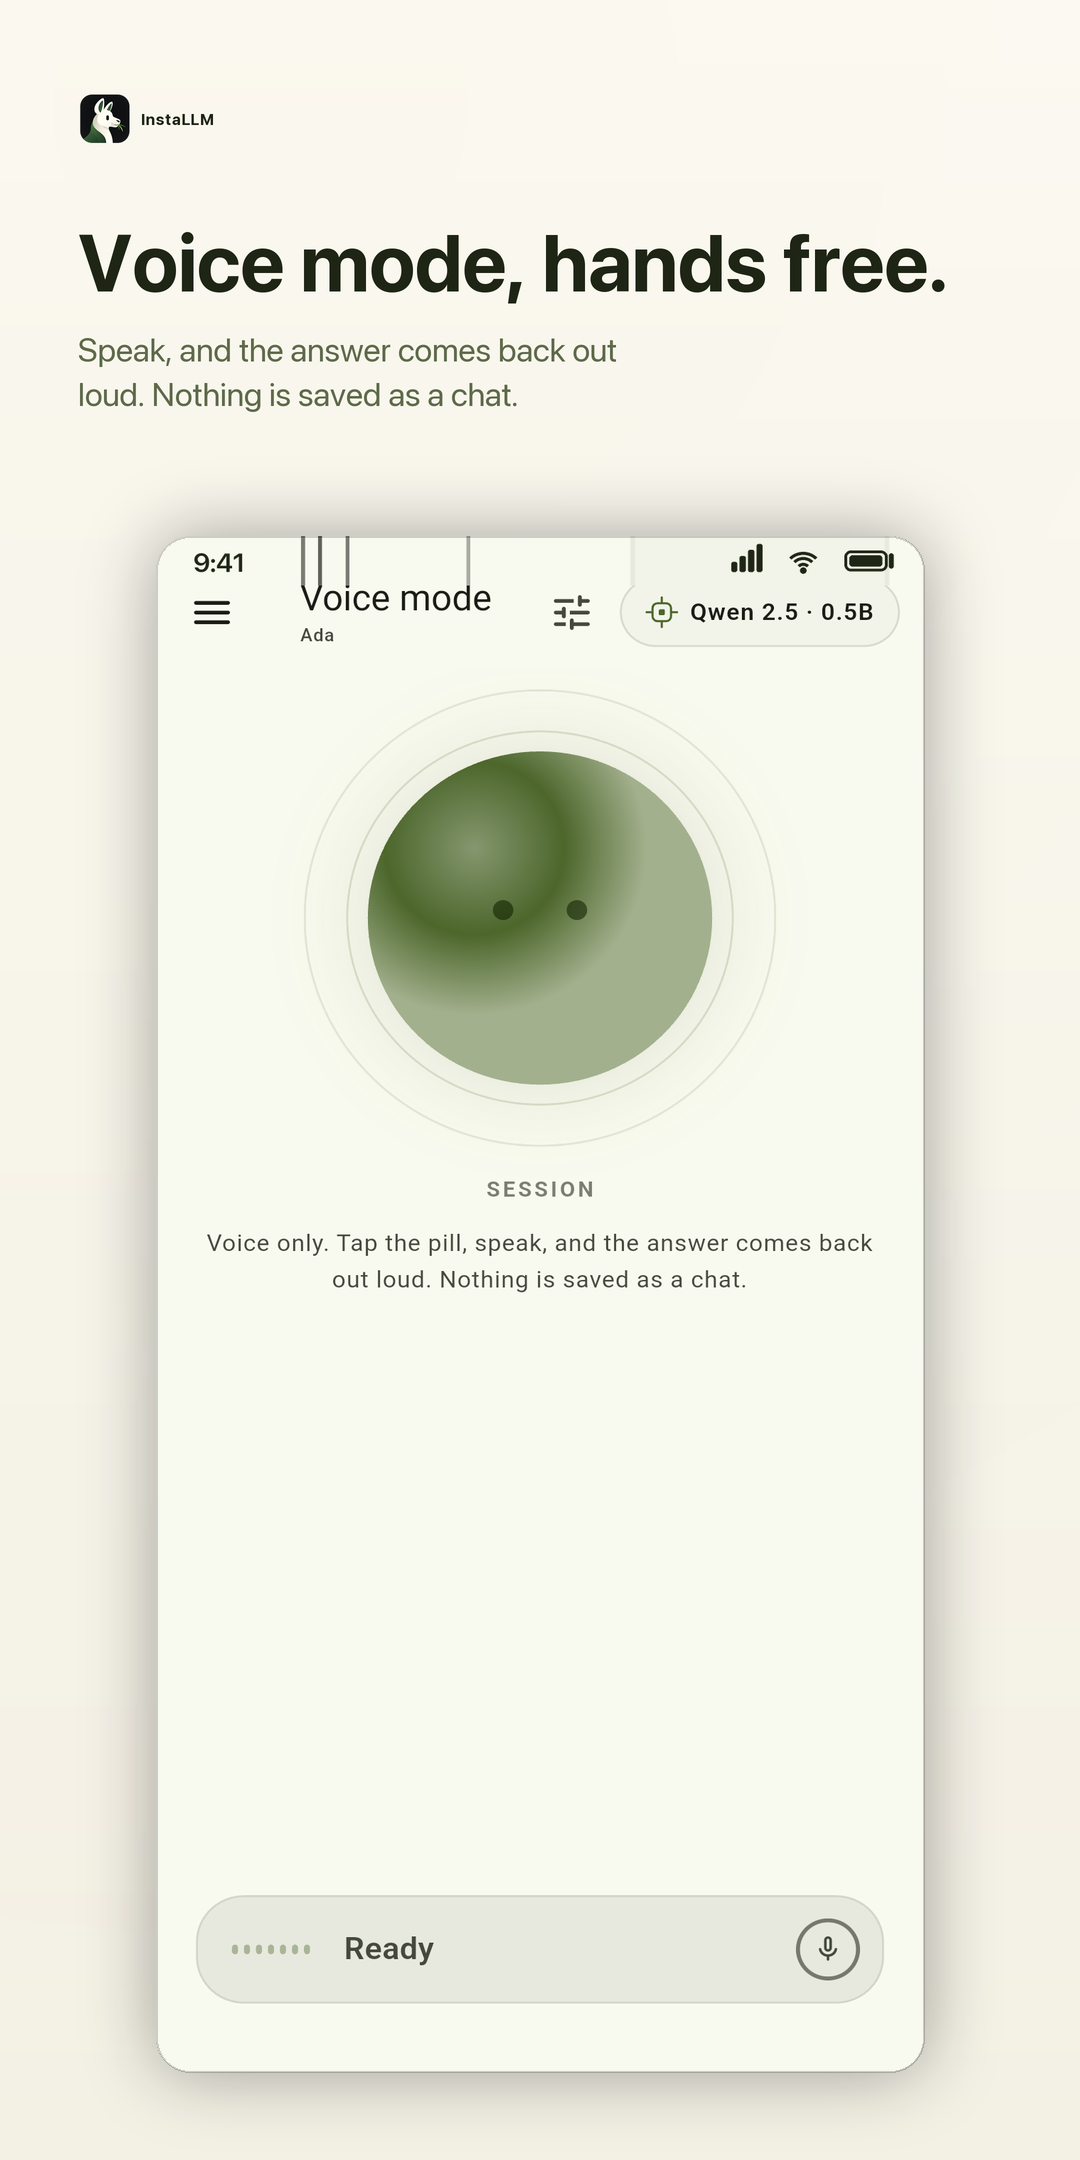 InstaLLM
Voice mode, hands free.
Speak, and the answer comes back out
loud. Nothing is saved as a chat.
9:41
Voice mode
Ada
Qwen 2.5 · 0.5B
SESSION
Voice only. Tap the pill, speak, and the answer comes back
out loud. Nothing is saved as a chat.
Ready